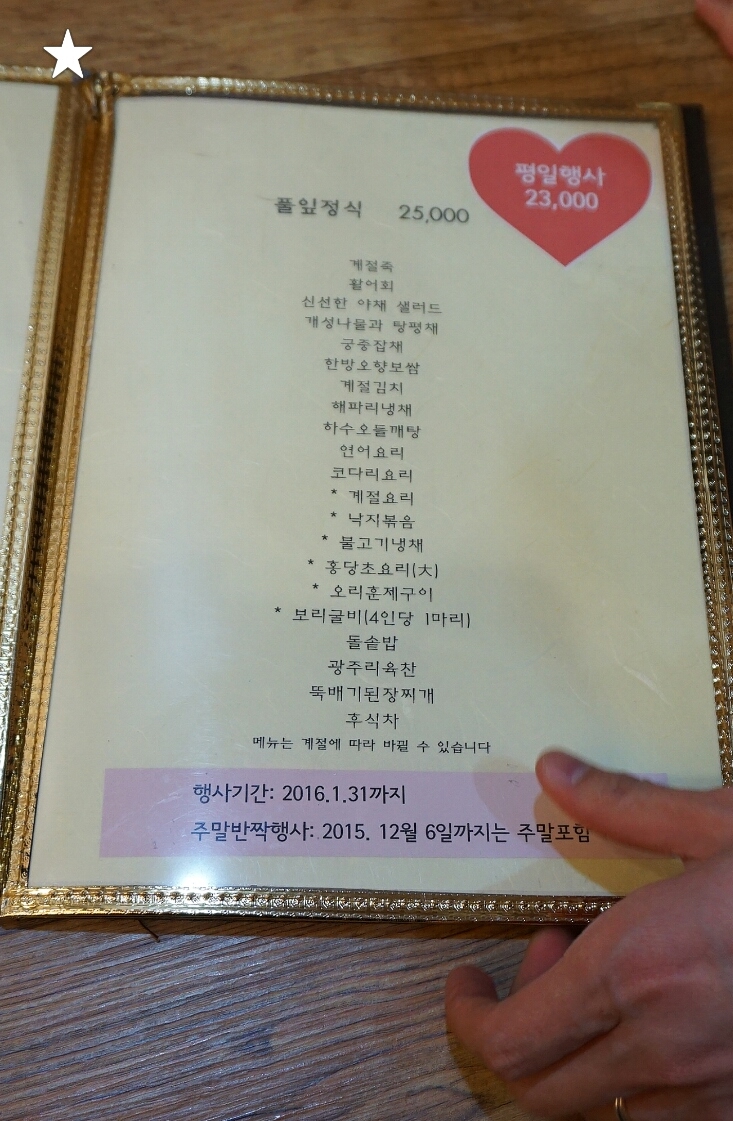 평일행사
23,000
풀잎정식 25,000
계절죽
활어회
신선한 야채 샐러드
개성나물과 탕평채
궁중잡채
한방오향보쌈
계절김치
해파리냉채
하수오들깨탕
연어요리
코다리요리
* 계절요리
* 낙지볶음
* 불고기냉채
* 홍당초요리(大)
* 오리훈제구이
* 보리굴비(4인당 1마리)
돌솥밥
광주리육찬
뚝배기된장찌개
후식차
메뉴는 계절에 따라 바뀔 수 있습니다
행사기간: 2016.1.31까지
주말반짝행사: 2015. 12월 6일까지는 주말포함